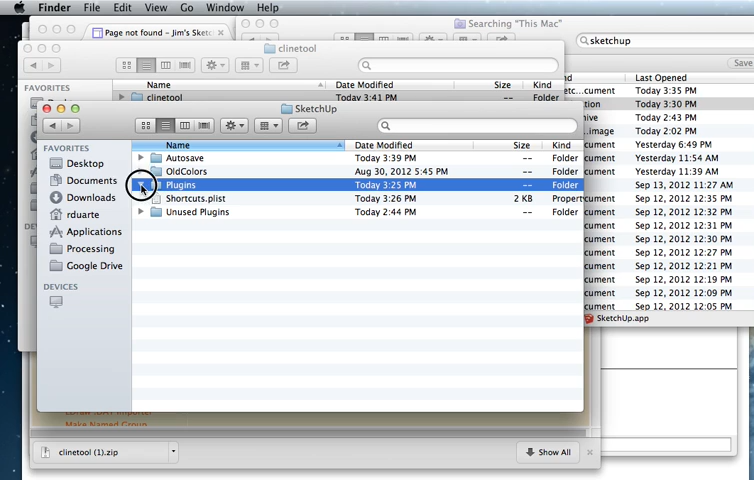 Finder File Edit View Go Window Help
Searching "This Mac"
Page not found – Jim's Sketch
sketchup
clinetool
Save
FAVORITES
Name Date Modified Size Kind
clinetool Today 3:41 PM -- Folder
Last Opened
Today 3:35 PM
Today 3:30 PM
Today 2:43 PM
Today 2:02 PM
Yesterday 6:49 PM
Yesterday 11:54 AM
Yesterday 11:39 AM
Sep 13, 2012 11:27 AM
Sep 12, 2012 12:35 PM
Sep 12, 2012 12:32 PM
Sep 12, 2012 12:31 PM
Sep 12, 2012 12:30 PM
Sep 12, 2012 12:27 PM
Sep 12, 2012 12:21 PM
Sep 12, 2012 12:19 PM
Sep 12, 2012 12:09 PM
Sep 12, 2012 12:05 PM
SketchUp.app
SketchUp
FAVORITES
Desktop
Documents
Downloads
rduarte
Applications
Processing
Google Drive
DEVICES
Name Date Modified Size Kind
Autosave Today 3:39 PM -- Folder
OldColors Aug 30, 2012 5:45 PM -- Folder
Plugins Today 3:25 PM -- Folder
Shortcuts.plist Today 3:26 PM 2 KB Propert
Unused Plugins Today 2:44 PM -- Folder
Make Named Group
clinetool (1).zip
Show All